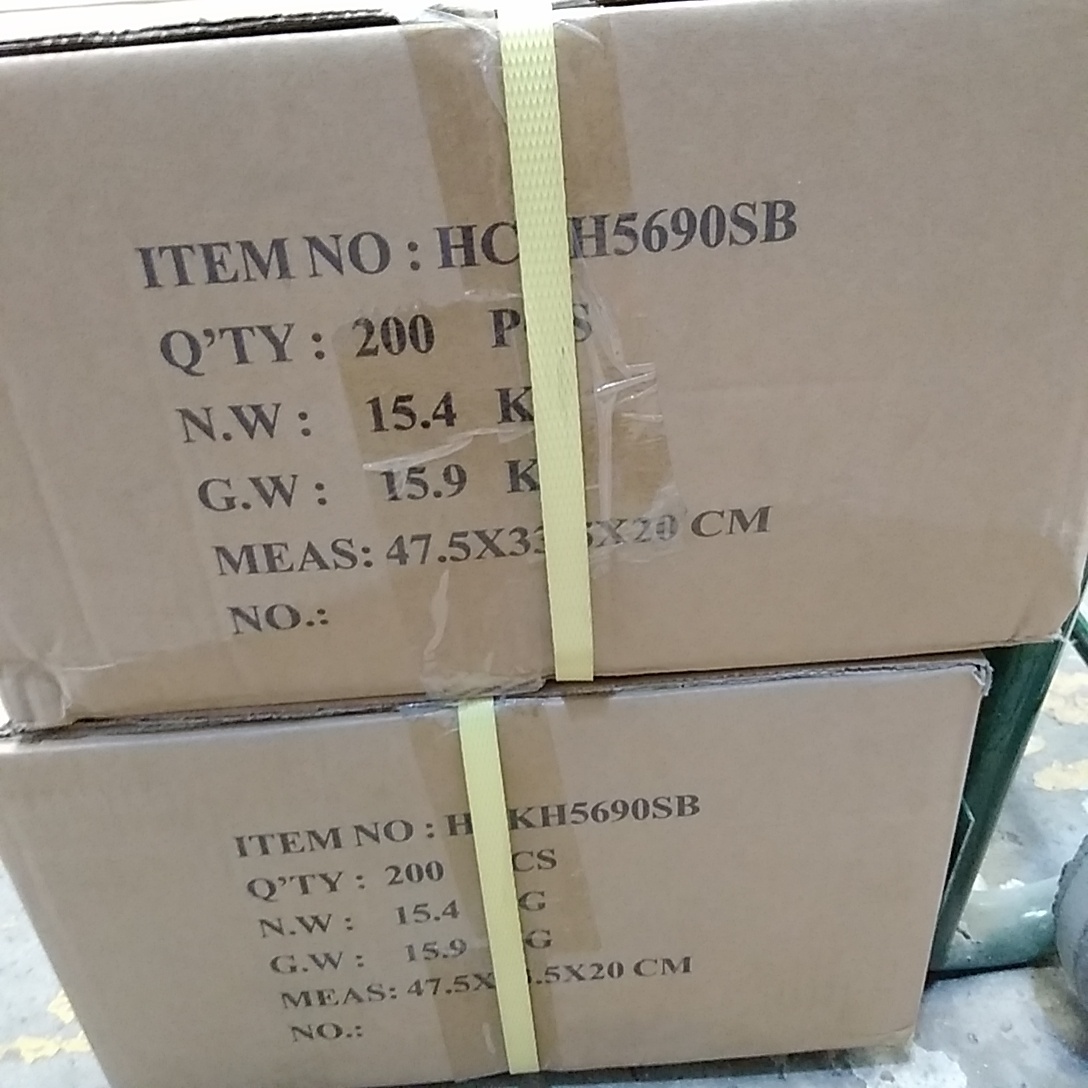 ITEM NO : HC H5690SB
Q'TY : 200 P S
N.W : 15.4 K
G.W : 15.9 K
MEAS: 47.5X33.5X20 CM
NO.:
ITEM NO : H KH5690SB
Q'TY : 200 CS
N.W : 15.4 G
G.W : 15.9 G
MEAS: 47.5X .5X20 CM
NO.: